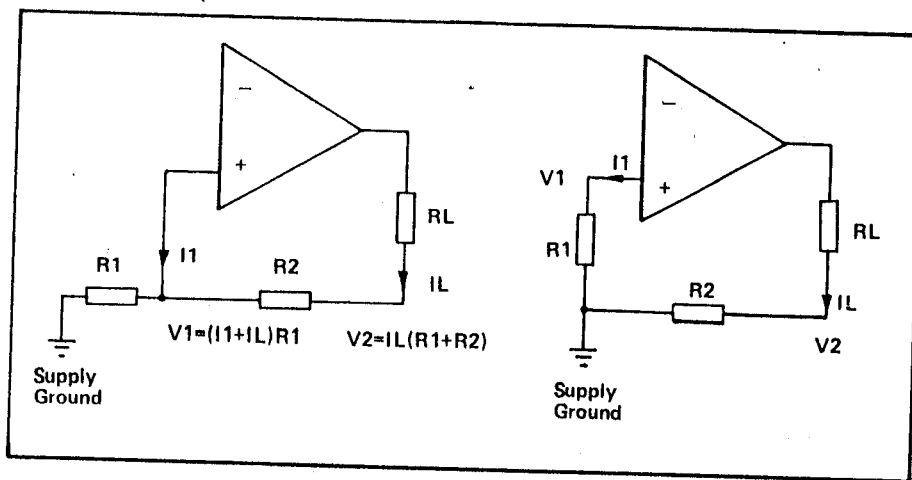 −
+
RL
I1
R1
R2
IL
V1=(I1+IL)R1
V2=IL(R1+R2)
Supply
Ground
−
+
V1
I1
R1
RL
R2
IL
V2
Supply
Ground